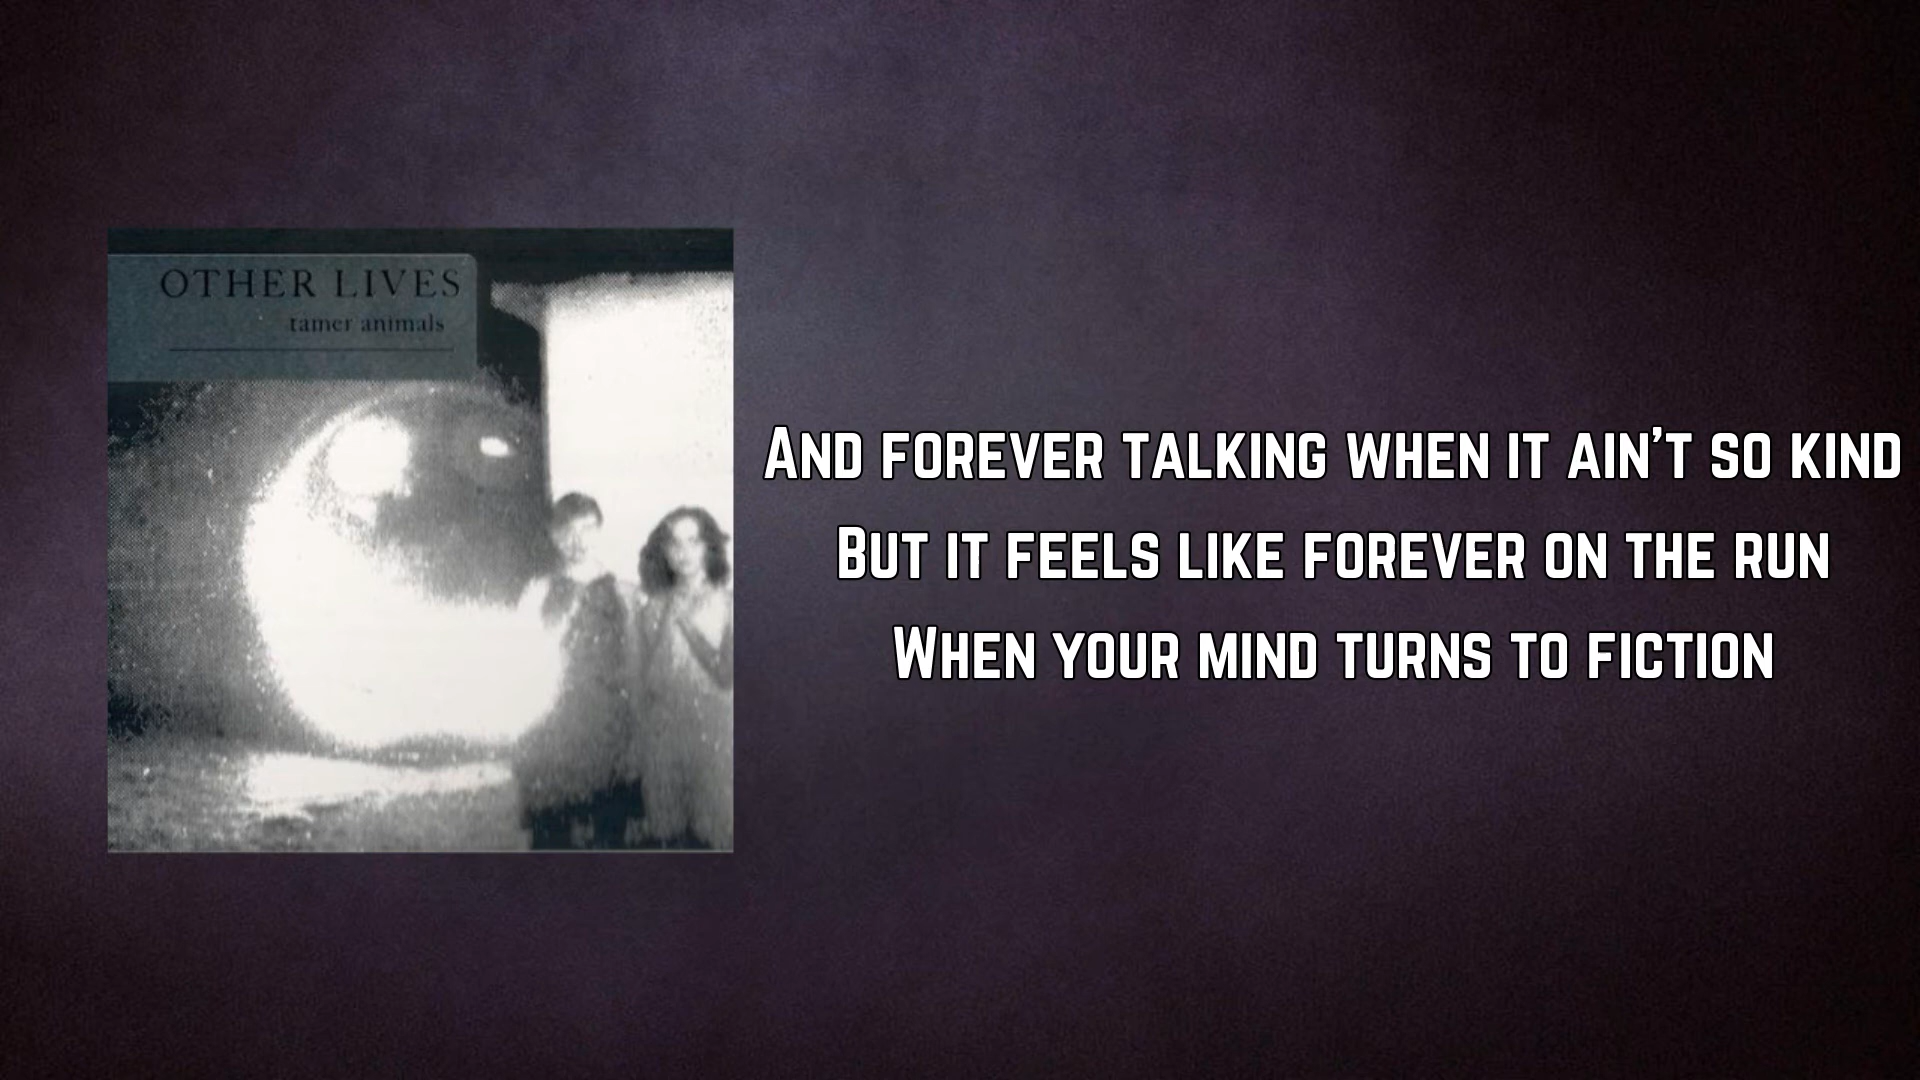 OTHER LIVES
tamer animals
And forever talking when it ain't so kind
But it feels like forever on the run
When your mind turns to fiction